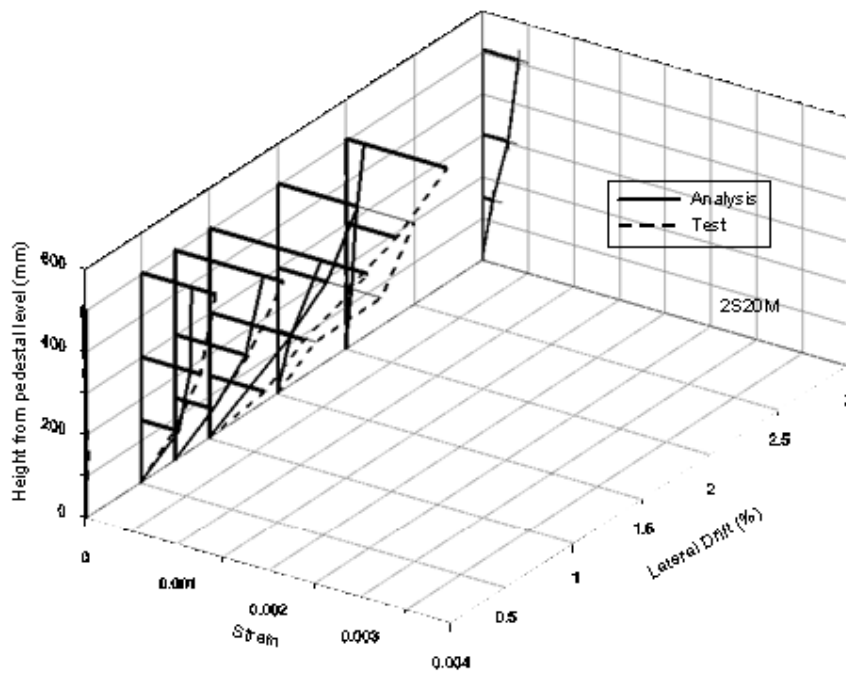 Analysis
Test
2S20M
Height from pedestal level (mm)
600
400
200
0
0
0.001
0.002
0.003
0.004
Strain
0.5
1
1.5
2
2.5
Lateral Drift (%)